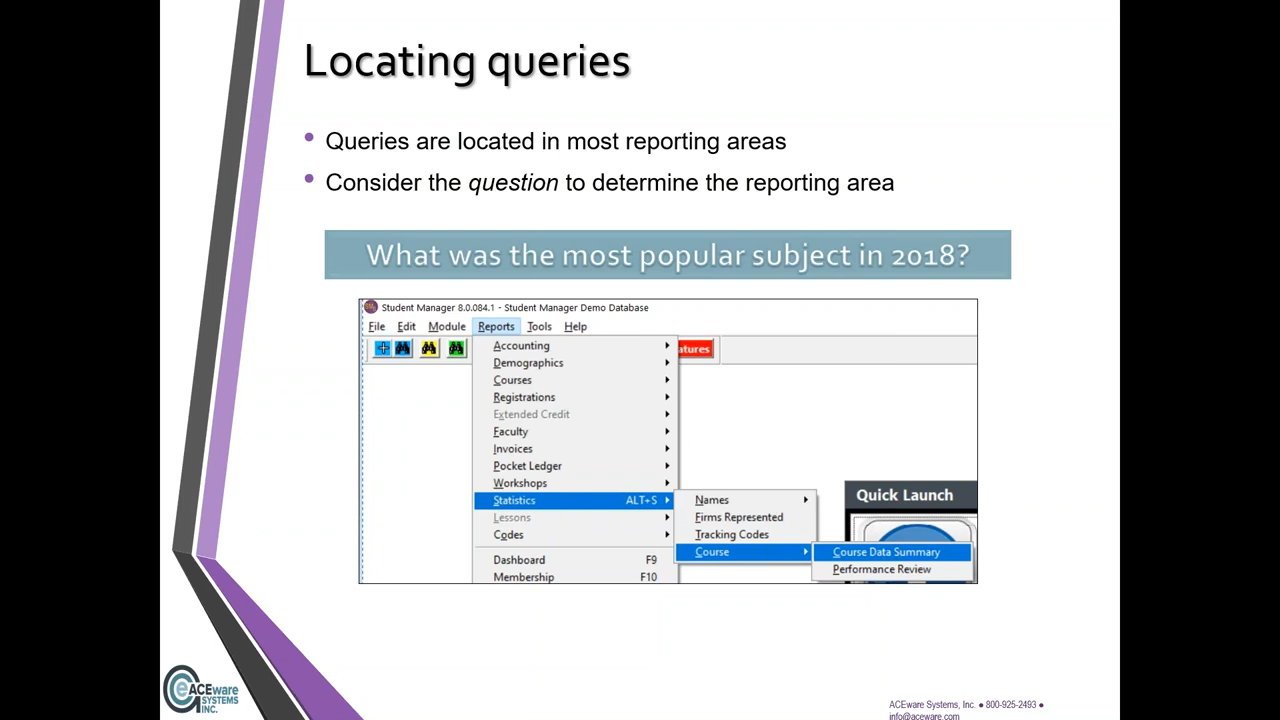 Locating queries
• Queries are located in most reporting areas
• Consider the question to determine the reporting area
What was the most popular subject in 2018?
Student Manager 8.0.084.1 - Student Manager Demo Database
File Edit Module Reports Tools Help
atures
Accounting
Demographics
Courses
Registrations
Extended Credit
Faculty
Invoices
Pocket Ledger
Workshops
Statistics ALT+S
Lessons
Codes
Dashboard F9
Membership F10
Names
Firms Represented
Tracking Codes
Course
Course Data Summary
Performance Review
Quick Launch
ACEware
SYSTEMS
INC.
ACEware Systems, Inc. ● 800-925-2493 ●
info@aceware.com